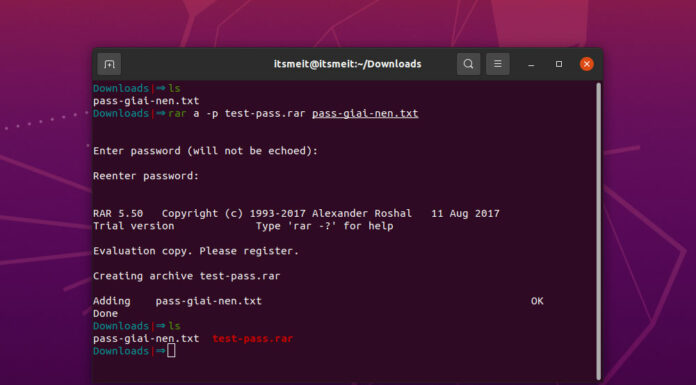 itsmeit@itsmeit:~/Downloads
Downloads|⇒ls
pass-giai-nen.txt
Downloads|⇒rar a -p test-pass.rar pass-giai-nen.txt
Enter password (will not be echoed):
Reenter password:
RAR 5.50   Copyright (c) 1993-2017 Alexander Roshal   11 Aug 2017
Trial version             Type 'rar -?' for help
Evaluation copy. Please register.
Creating archive test-pass.rar
Adding    pass-giai-nen.txt                                           OK
Done
Downloads|⇒ls
pass-giai-nen.txt  test-pass.rar
Downloads|⇒